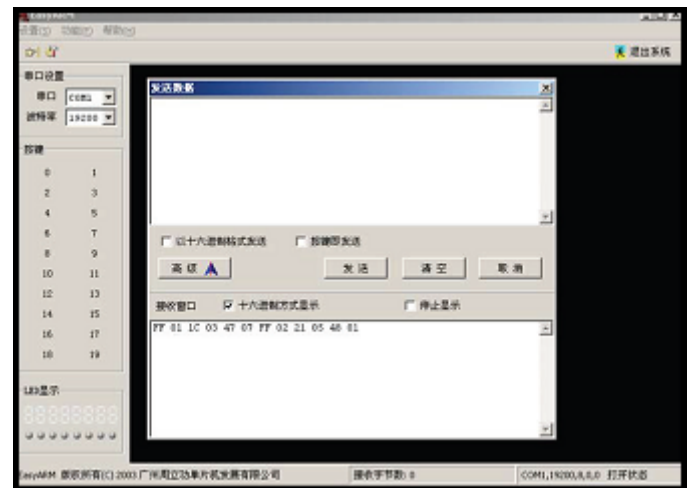 EasyARM
设置(S) 功能(F) 帮助(H)
退出系统
串口设置
串口 COM1
波特率 19200
按键
0 1
2 3
4 5
6 7
8 9
10 11
12 13
14 15
16 17
18 19
LED显示
发送数据
以十六进制格式发送 按键即发送
高级 发送 清空 取消
接收窗口 十六进制方式显示 停止显示
FF 01 1C 03 47 07 FF 02 21 05 48 01
EasyARM 版权所有(C) 2003 广州周立功单片机发展有限公司 接收字节数: 0 COM1,19200,8,0,0 打开状态